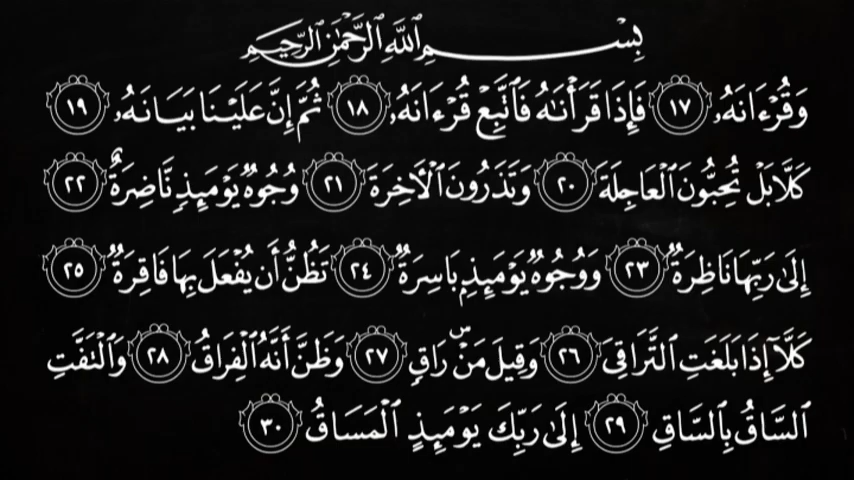 بِسْمِ ٱللَّهِ ٱلرَّحْمَٰنِ ٱلرَّحِيمِ
وَقُرْءَانَهُۥ ١٧ فَإِذَا قَرَأْنَٰهُ فَٱتَّبِعْ قُرْءَانَهُۥ ١٨ ثُمَّ إِنَّ عَلَيْنَا بَيَانَهُۥ ١٩
كَلَّا بَلْ تُحِبُّونَ ٱلْعَاجِلَةَ ٢٠ وَتَذَرُونَ ٱلْءَاخِرَةَ ٢١ وُجُوهٌ يَوْمَئِذٍ نَّاضِرَةٌ ٢٢
إِلَىٰ رَبِّهَا نَاظِرَةٌ ٢٣ وَوُجُوهٌ يَوْمَئِذٍۭ بَاسِرَةٌ ٢٤ تَظُنُّ أَن يُفْعَلَ بِهَا فَاقِرَةٌ ٢٥
كَلَّآ إِذَا بَلَغَتِ ٱلتَّرَاقِىَ ٢٦ وَقِيلَ مَنْ ۜ رَاقٍ ٢٧ وَظَنَّ أَنَّهُ ٱلْفِرَاقُ ٢٨ وَٱلْتَفَّتِ
ٱلسَّاقُ بِٱلسَّاقِ ٢٩ إِلَىٰ رَبِّكَ يَوْمَئِذٍ ٱلْمَسَاقُ ٣٠